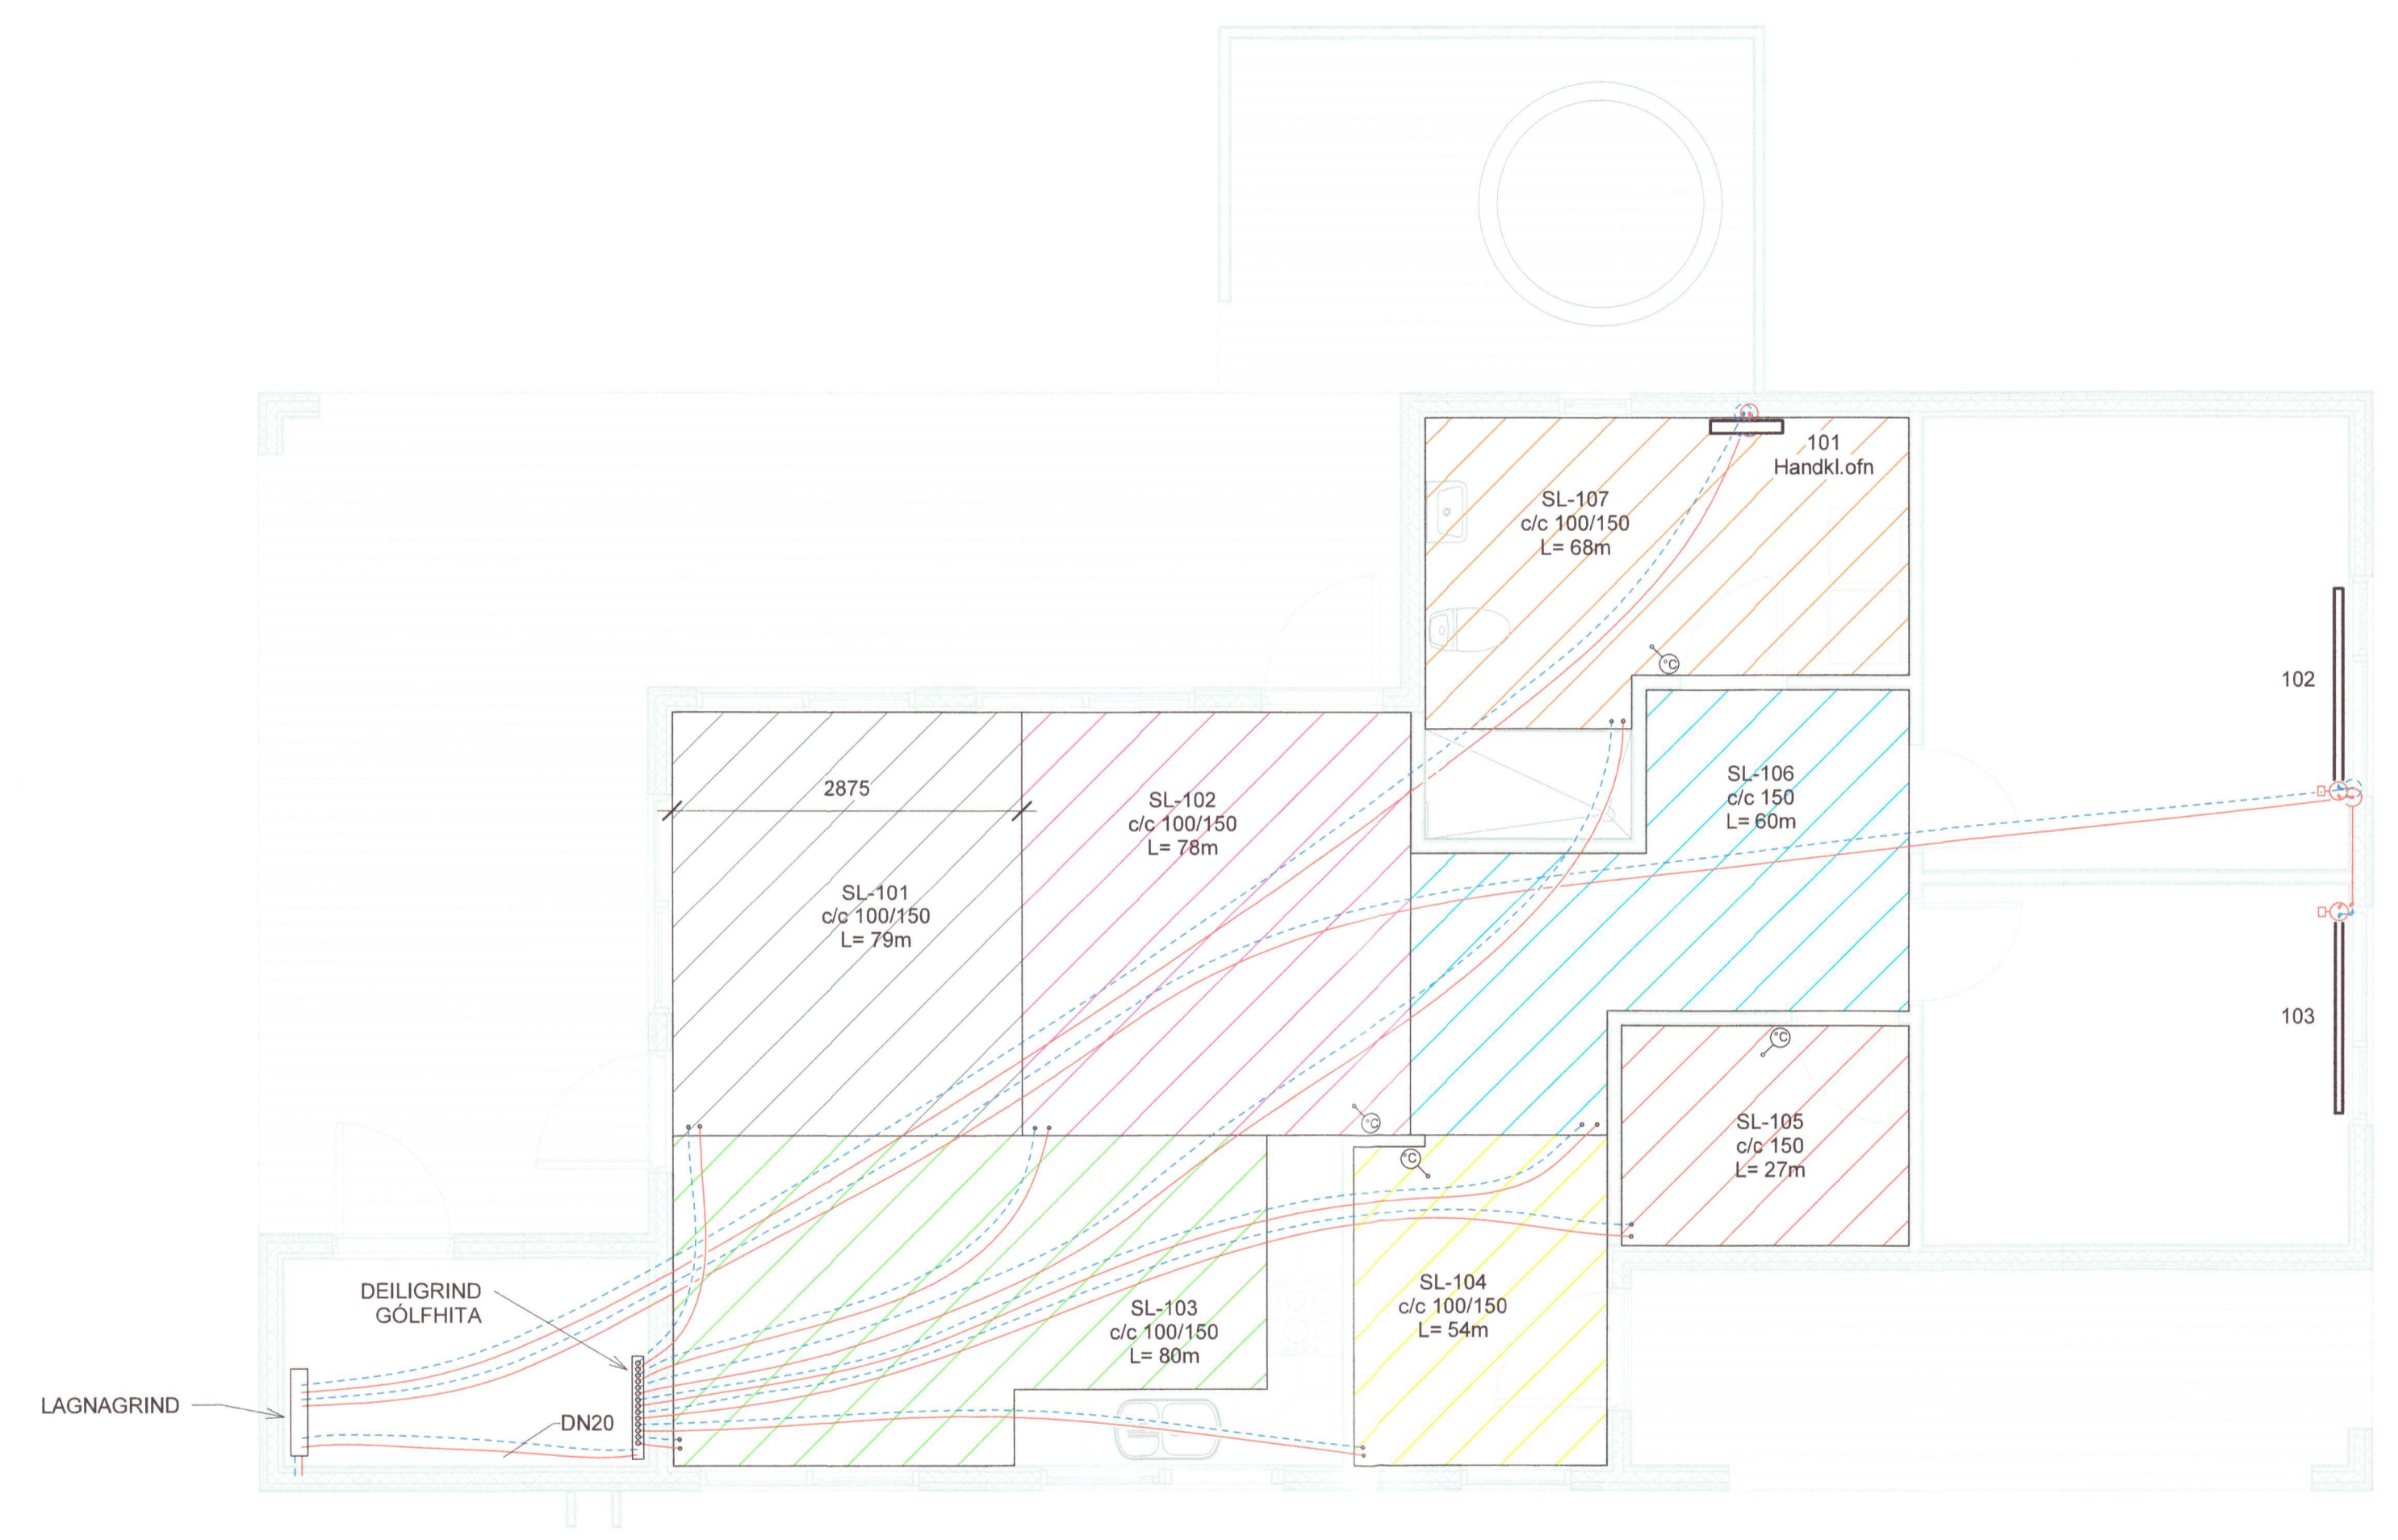 101
Handkl.ofn
SL-107
c/c 100/150
L= 68m
°C
102
2875
SL-102
c/c 100/150
L= 78m
SL-106
c/c 150
L= 60m
SL-101
c/c 100/150
L= 79m
103
°C
°C
°C
SL-105
c/c 150
L= 27m
DEILIGRIND
GÓLFHITA
SL-104
c/c 100/150
L= 54m
SL-103
c/c 100/150
L= 80m
LAGNAGRIND
DN20